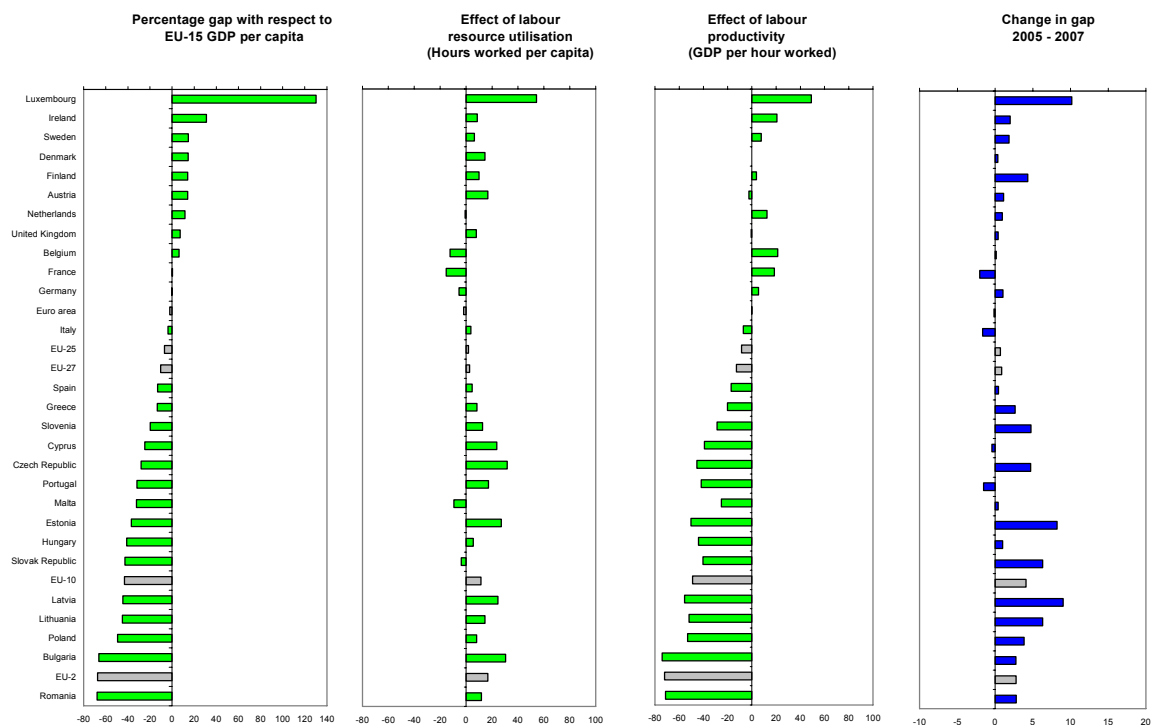 Percentage gap with respect to
EU-15 GDP per capita
Effect of labour
resource utilisation
(Hours worked per capita)
Effect of labour
productivity
(GDP per hour worked)
Change in gap
2005 - 2007
Luxembourg
Ireland
Sweden
Denmark
Finland
Austria
Netherlands
United Kingdom
Belgium
France
Germany
Euro area
Italy
EU-25
EU-27
Spain
Greece
Slovenia
Cyprus
Czech Republic
Portugal
Malta
Estonia
Hungary
Slovak Republic
EU-10
Latvia
Lithuania
Poland
Bulgaria
EU-2
Romania
-80 -60 -40 -20 0 20 40 60 80 100 120 140
-80 -60 -40 -20 0 20 40 60 80 100
-80 -60 -40 -20 0 20 40 60 80 100
-10 -5 0 5 10 15 20